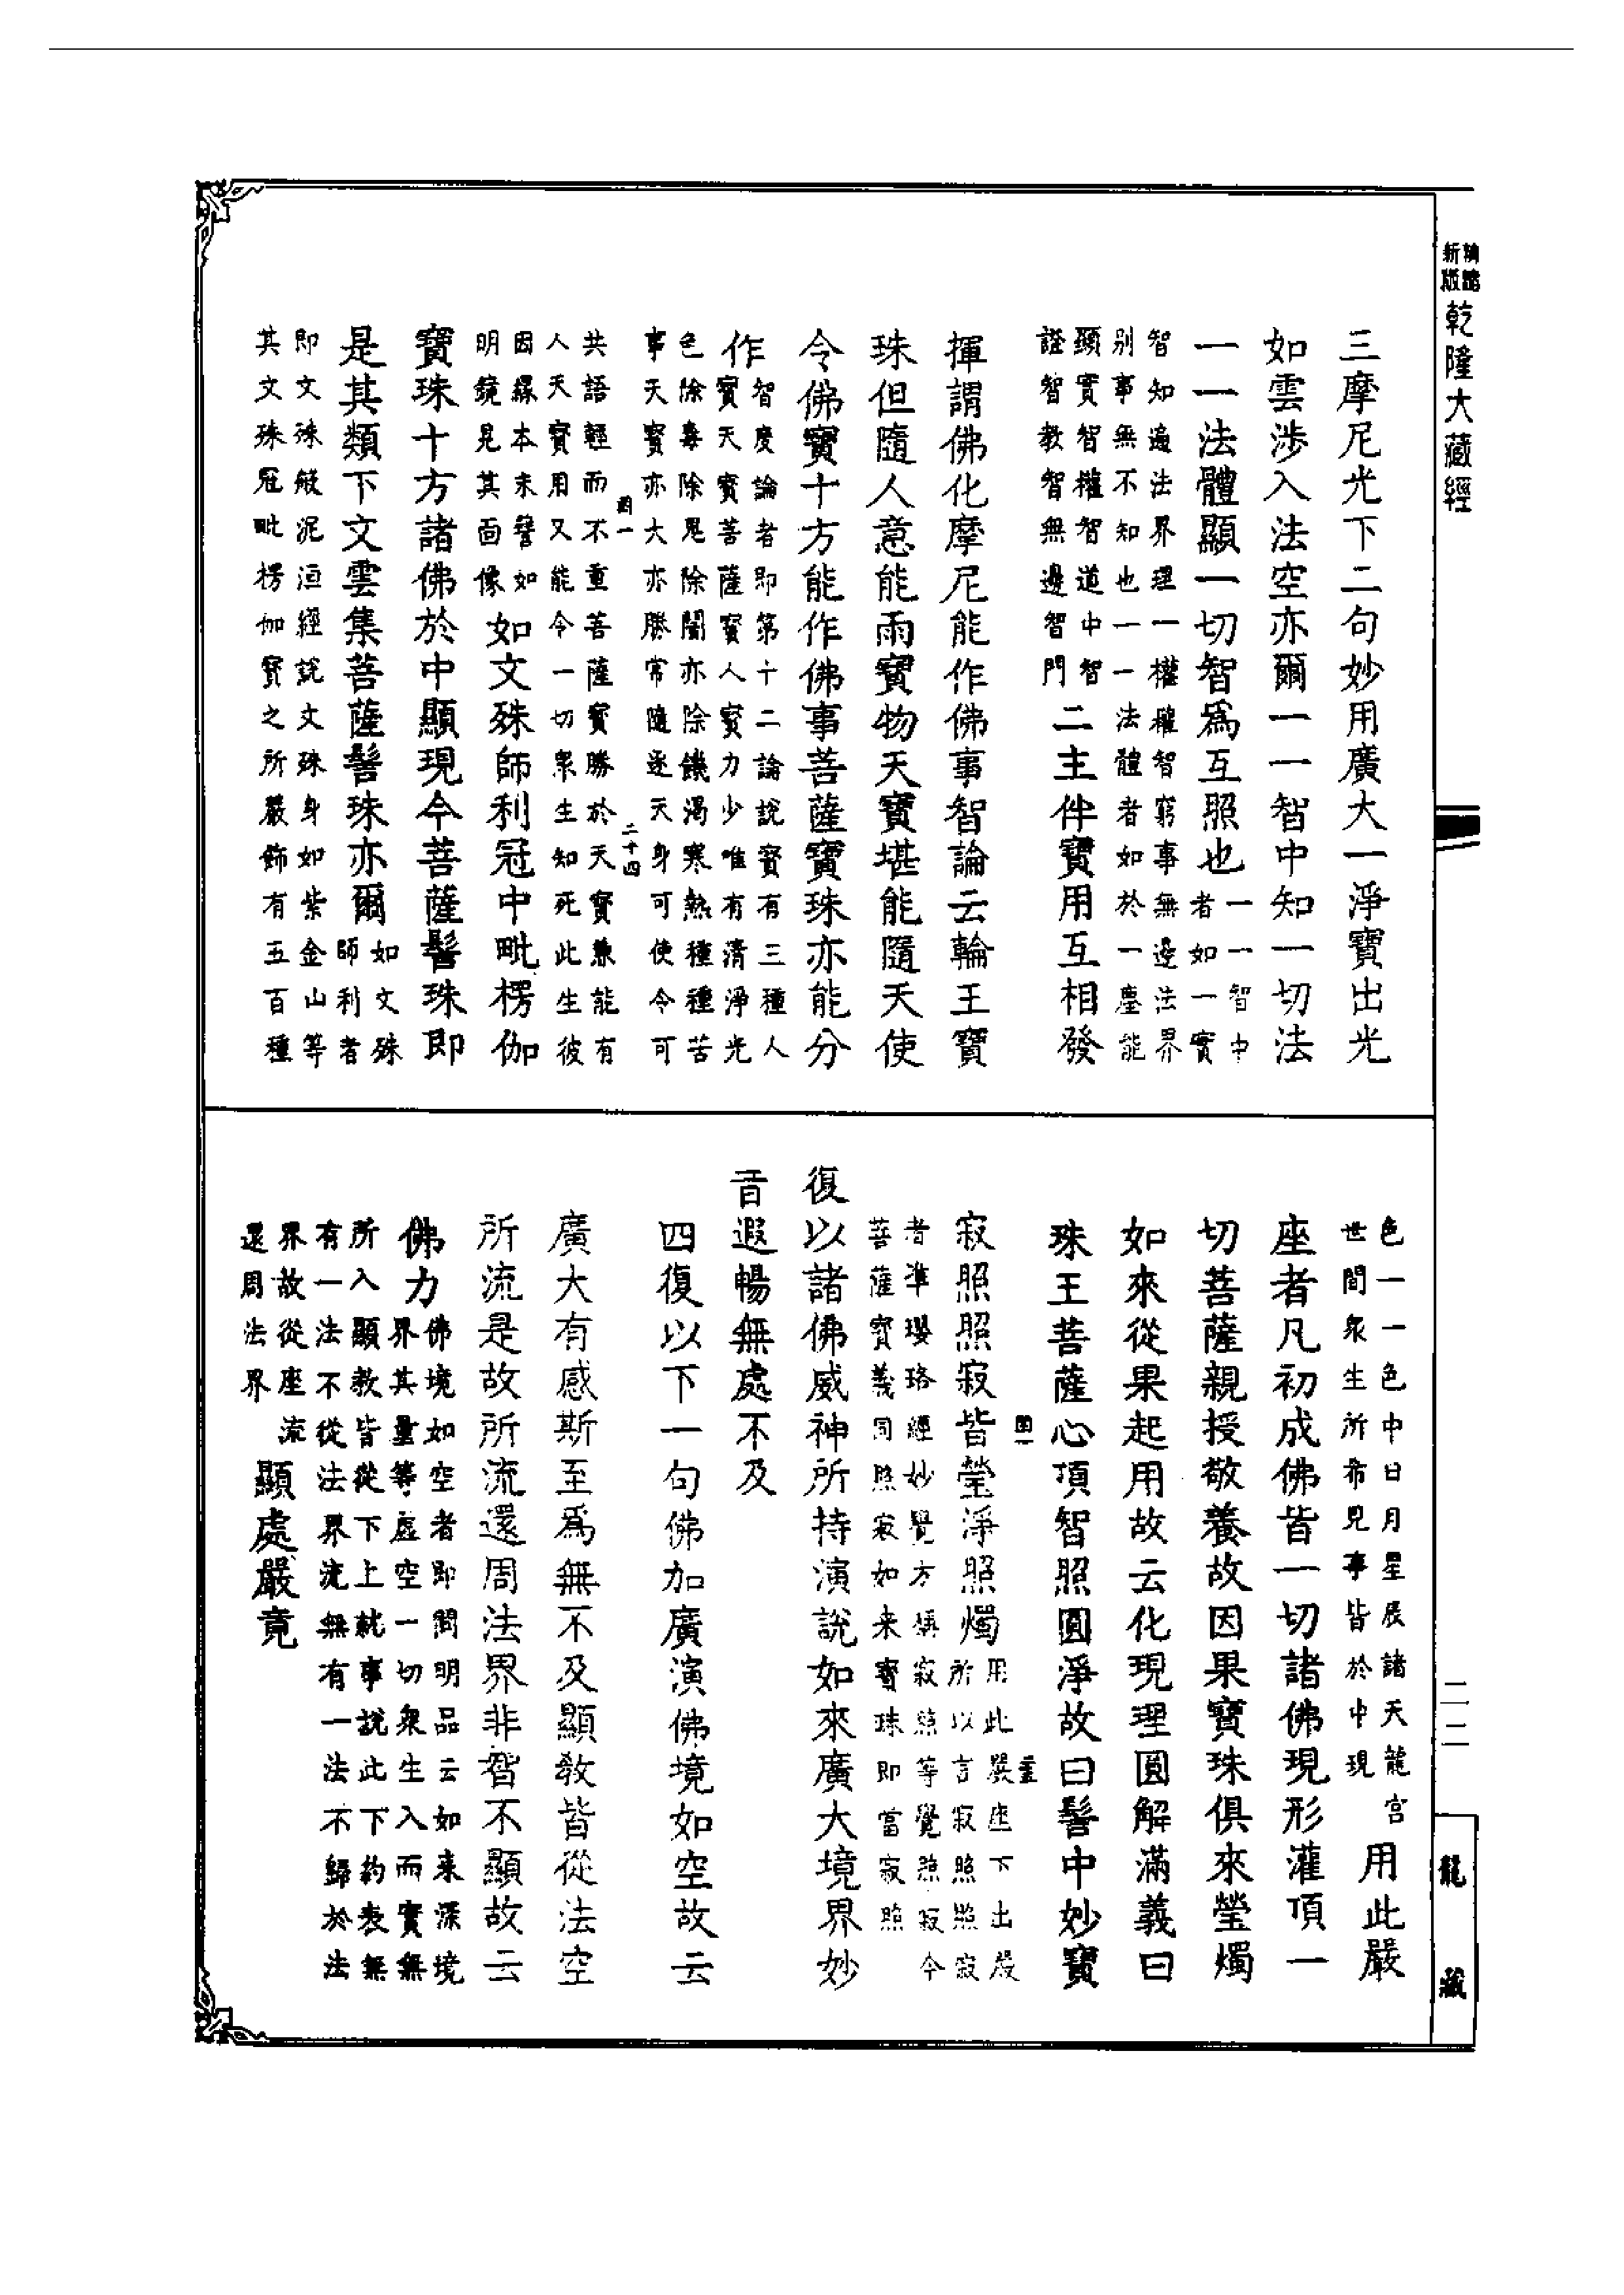 新版
乾隆大藏經
三摩尼光下二句妙用廣大一淨寶出光
如雲涉入法空亦爾一一智中知一切法
一一法體顯一切智爲互照也
一一智中
者如一實
智知遍法界理一權權智窮事無邊法界
別事無不知也一一法體者如於一塵能
顯實智權智道中智
證智教智無邊智門
二主伴寶用互相發
揮謂佛化摩尼能作佛事智論云輪王寶
珠但隨人意能雨寶物天寶堪能隨天使
令佛寶十方能作佛事菩薩寶珠亦能分
作
智度論者即第十二論說寶有三種人
寶天寶菩薩寶人寶力少唯有清淨光
色除毒除鬼除闇亦除饑渴寒熱種種苦
事天寶亦大亦勝常隨逐天身可使令可
共語輕而不重菩薩寶勝於天寶兼能有
人天寶用又能令一切衆生知死此生彼
因緣本末譬如
明鏡見其面像
如文殊師利冠中毗楞伽
寶珠十方諸佛於中顯現今菩薩髻珠即
是其類下文雲集菩薩髻珠亦爾
如文殊
師利者
即文殊般泥洹經說文殊身如紫金山等
其文殊冠毗楞伽寶之所嚴飾有五百種
二十四
色一一色中日月星辰諸天龍宮
世間衆生所希見事皆於中現
用此嚴
座者凡初成佛皆一切諸佛現形灌頂一
切菩薩親授敬養故因果寶珠俱來瑩燭
如來從果起用故云化現理圓解滿義曰
珠王菩薩心頂智照圓淨故曰髻中妙寶
寂照照寂皆瑩淨照燭
用此嚴座下出嚴
所以言寂照照寂
者準瓔珞經妙覺方稱寂照等覺照寂今
菩薩寶義同照寂如來寶珠即當寂照
復以諸佛威神所持演說如來廣大境界妙
音遐暢無處不及
四復以下一句佛加廣演佛境如空故云
廣大有感斯至爲無不及顯教皆從法空
所流是故所流還周法界非智不顯故云
佛力
佛境如空者即問明品云如來深境
界其量等虛空一切衆生入而實無
所入顯教皆從下上就事說此下約表無
有一法不從法界流無有一法不歸於法
界故從座流
還周法界
顯處嚴竟
二二
龍藏